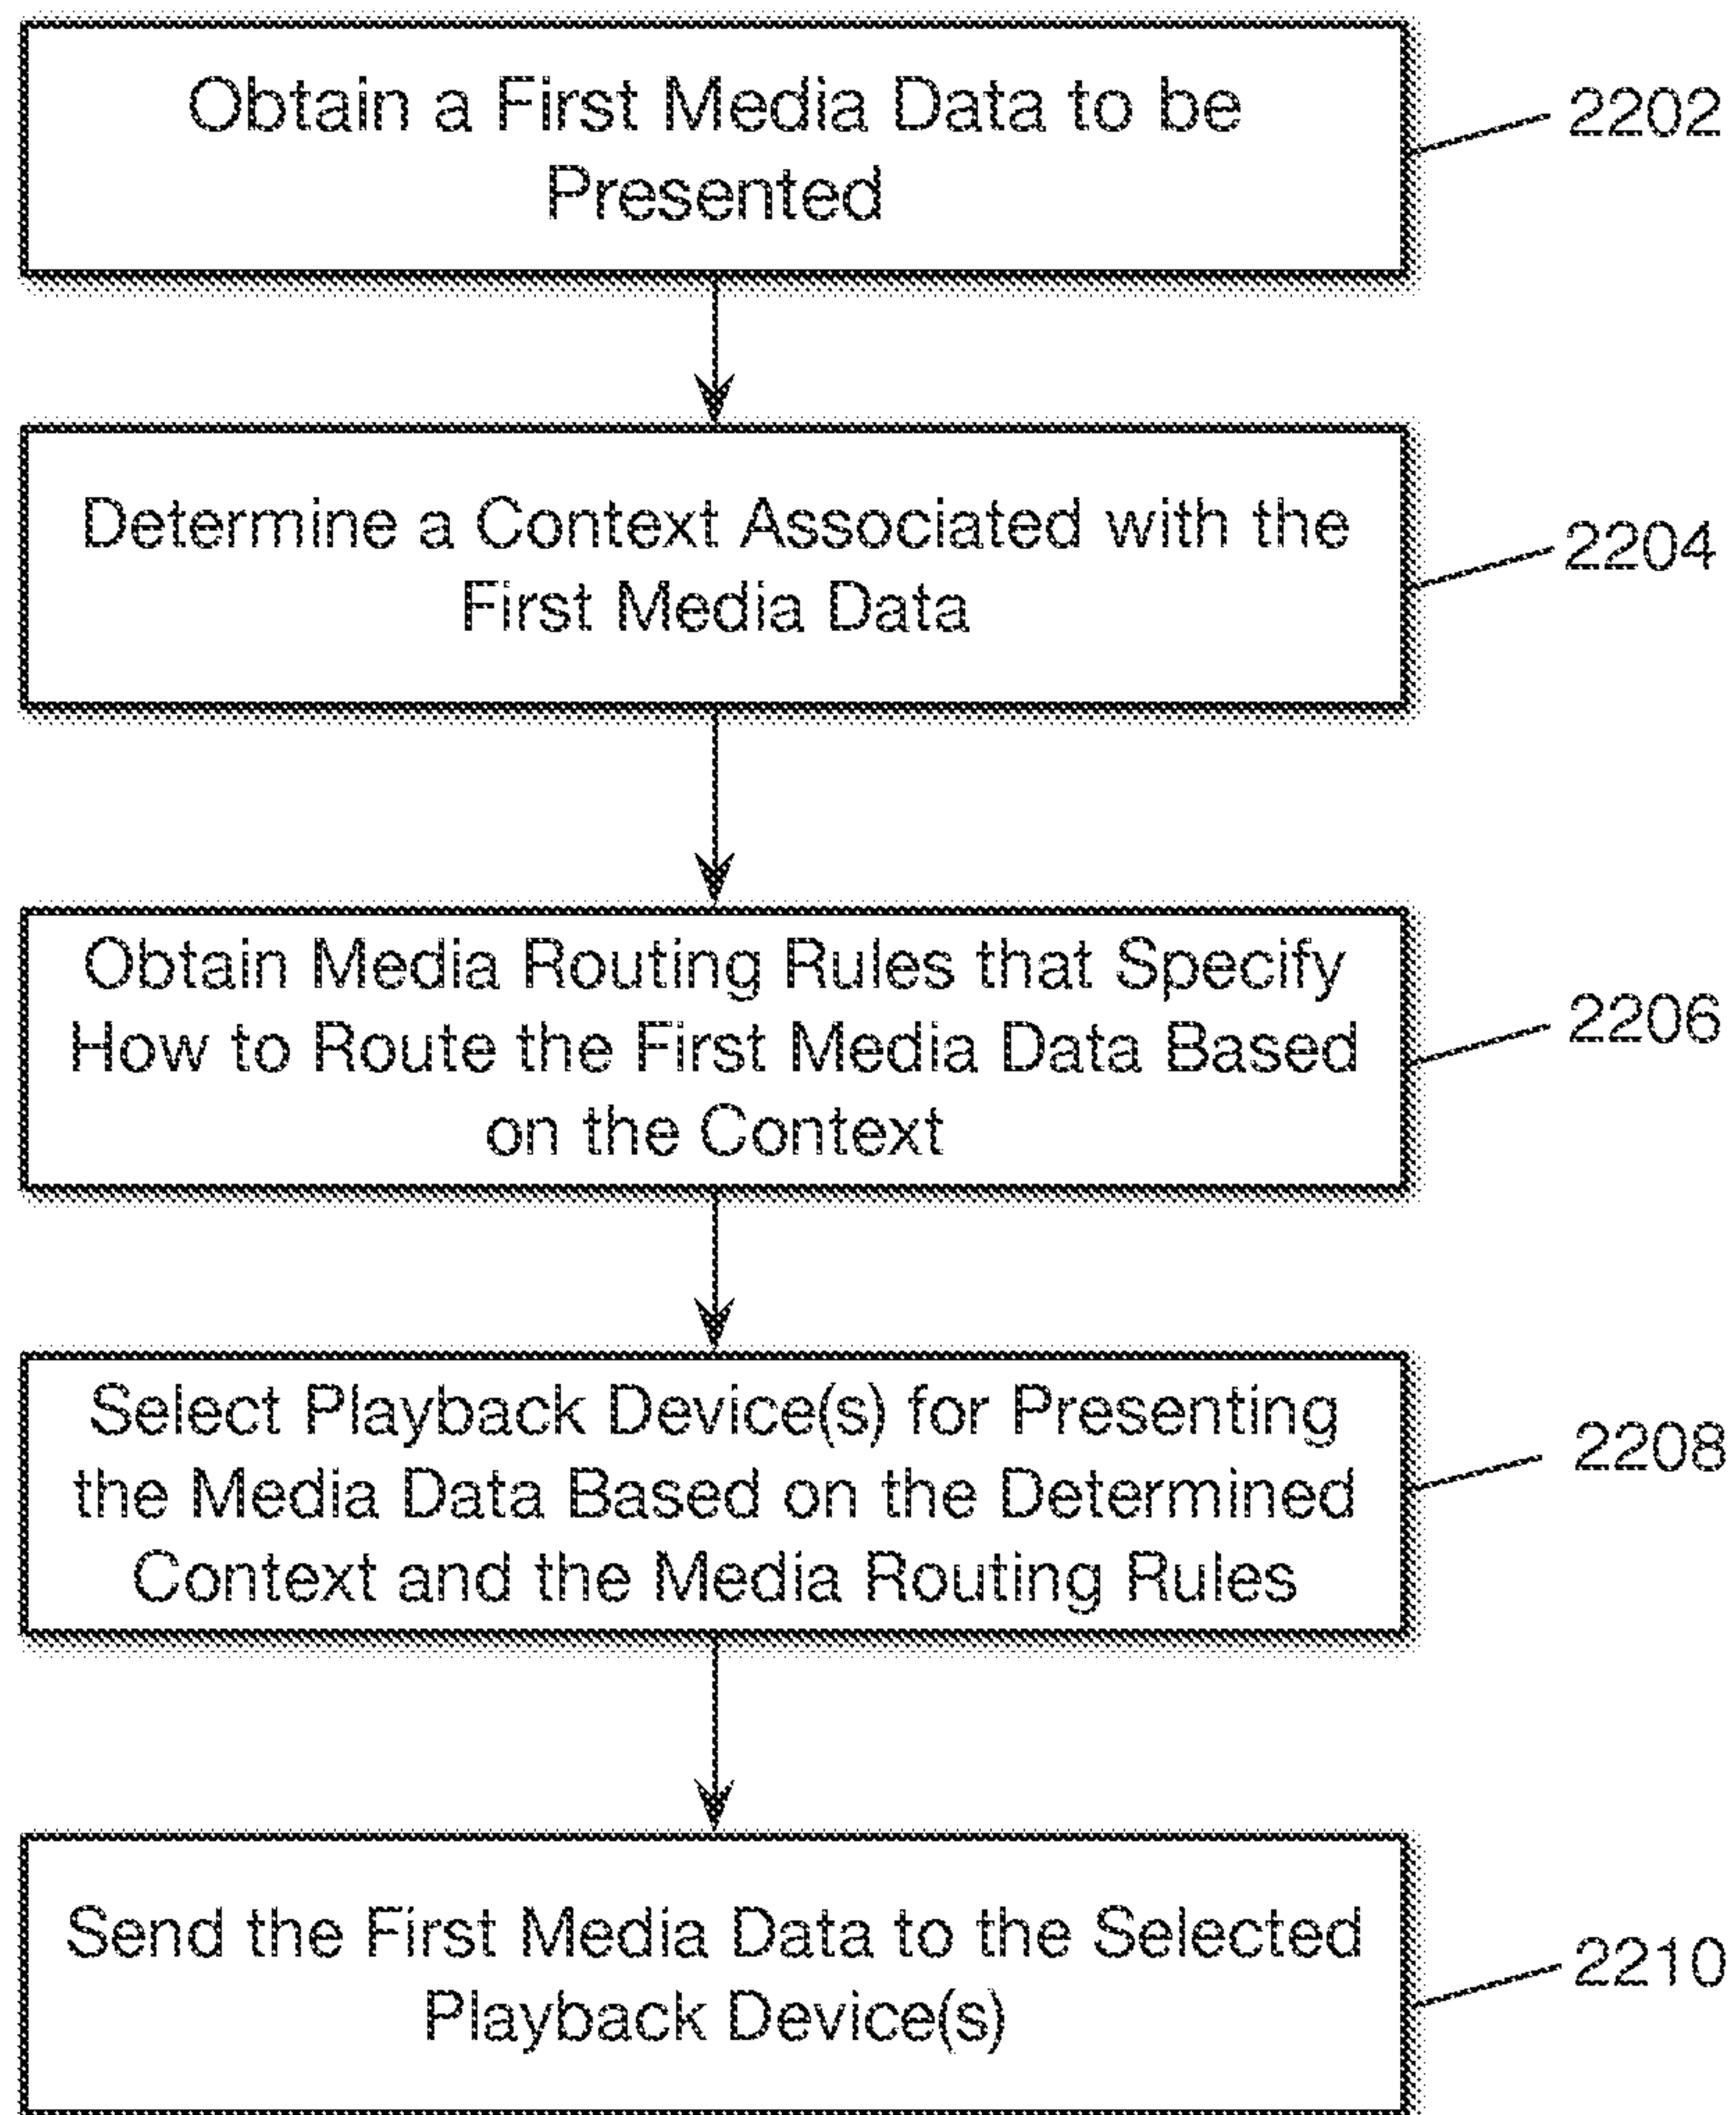 Obtain a First Media Data to be
Presented
2202
Determine a Context Associated with the
First Media Data
2204
Obtain Media Routing Rules that Specify
How to Route the First Media Data Based
on the Context
2206
Select Playback Device(s) for Presenting
the Media Data Based on the Determined
Context and the Media Routing Rules
2208
Send the First Media Data to the Selected
Playback Device(s)
2210